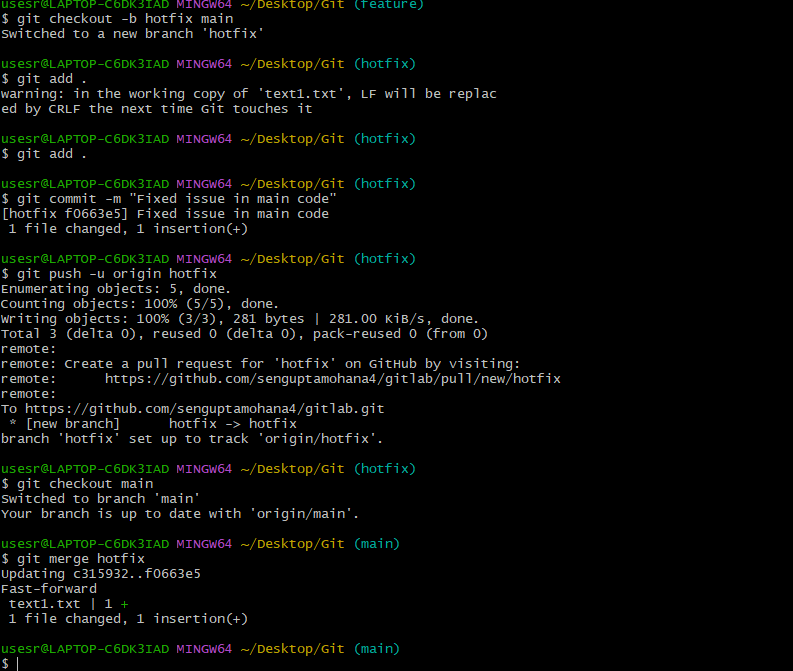 usesr@LAPTOP-C6DK3IAD MINGW64 ~/Desktop/Git (feature)
$ git checkout -b hotfix main
Switched to a new branch 'hotfix'
usesr@LAPTOP-C6DK3IAD MINGW64 ~/Desktop/Git (hotfix)
$ git add .
warning: in the working copy of 'text1.txt', LF will be replac
ed by CRLF the next time Git touches it
usesr@LAPTOP-C6DK3IAD MINGW64 ~/Desktop/Git (hotfix)
$ git add .
usesr@LAPTOP-C6DK3IAD MINGW64 ~/Desktop/Git (hotfix)
$ git commit -m "Fixed issue in main code"
[hotfix f0663e5] Fixed issue in main code
 1 file changed, 1 insertion(+)
usesr@LAPTOP-C6DK3IAD MINGW64 ~/Desktop/Git (hotfix)
$ git push -u origin hotfix
Enumerating objects: 5, done.
Counting objects: 100% (5/5), done.
Writing objects: 100% (3/3), 281 bytes | 281.00 KiB/s, done.
Total 3 (delta 0), reused 0 (delta 0), pack-reused 0 (from 0)
remote:
remote: Create a pull request for 'hotfix' on GitHub by visiting:
remote:      https://github.com/senguptamohana4/gitlab/pull/new/hotfix
remote:
To https://github.com/senguptamohana4/gitlab.git
 * [new branch]      hotfix -> hotfix
branch 'hotfix' set up to track 'origin/hotfix'.
usesr@LAPTOP-C6DK3IAD MINGW64 ~/Desktop/Git (hotfix)
$ git checkout main
Switched to branch 'main'
Your branch is up to date with 'origin/main'.
usesr@LAPTOP-C6DK3IAD MINGW64 ~/Desktop/Git (main)
$ git merge hotfix
Updating c315932..f0663e5
Fast-forward
 text1.txt | 1 +
 1 file changed, 1 insertion(+)
usesr@LAPTOP-C6DK3IAD MINGW64 ~/Desktop/Git (main)
$